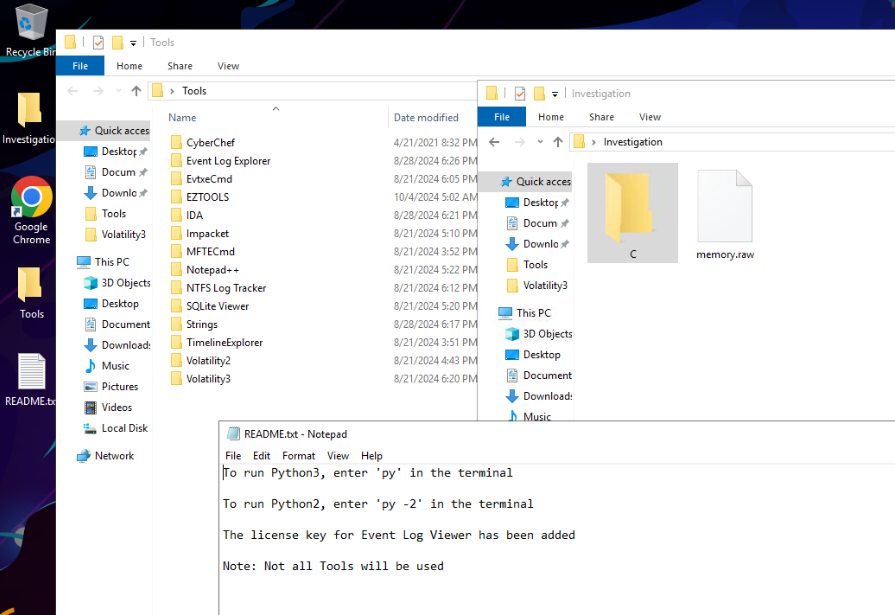 Recycle Bin
Investigatio
Google
Chrome
Tools
README.tx
Tools
File Home Share View
Tools
Name Date modified
Quick acces
Desktop
Docum
Downlo
Tools
Volatility3
This PC
3D Objects
Desktop
Document
Downloads
Music
Pictures
Videos
Local Disk
Network
CyberChef 4/21/2021 8:32 PM
Event Log Explorer 8/28/2024 6:26 PM
EvtxeCmd 8/21/2024 6:05 PM
EZTOOLS 10/4/2024 5:02 AM
IDA 8/28/2024 6:21 PM
Impacket 8/21/2024 5:10 PM
MFTECmd 8/21/2024 3:52 PM
Notepad++ 8/21/2024 5:22 PM
NTFS Log Tracker 8/21/2024 6:12 PM
SQLite Viewer 8/21/2024 5:20 PM
Strings 8/28/2024 6:17 PM
TimelineExplorer 8/21/2024 3:51 PM
Volatility2 8/21/2024 4:43 PM
Volatility3 8/21/2024 6:20 PM
Investigation
File Home Share View
Investigation
Quick acces
Desktop
Docum
Downlo
Tools
Volatility3
This PC
3D Objects
Desktop
Document
Downloads
Music
C
memory.raw
README.txt - Notepad
File Edit Format View Help
To run Python3, enter 'py' in the terminal
To run Python2, enter 'py -2' in the terminal
The license key for Event Log Viewer has been added
Note: Not all Tools will be used